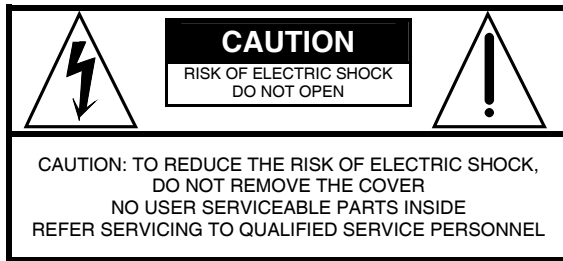 CAUTION
RISK OF ELECTRIC SHOCK
DO NOT OPEN
CAUTION: TO REDUCE THE RISK OF ELECTRIC SHOCK,
DO NOT REMOVE THE COVER
NO USER SERVICEABLE PARTS INSIDE
REFER SERVICING TO QUALIFIED SERVICE PERSONNEL